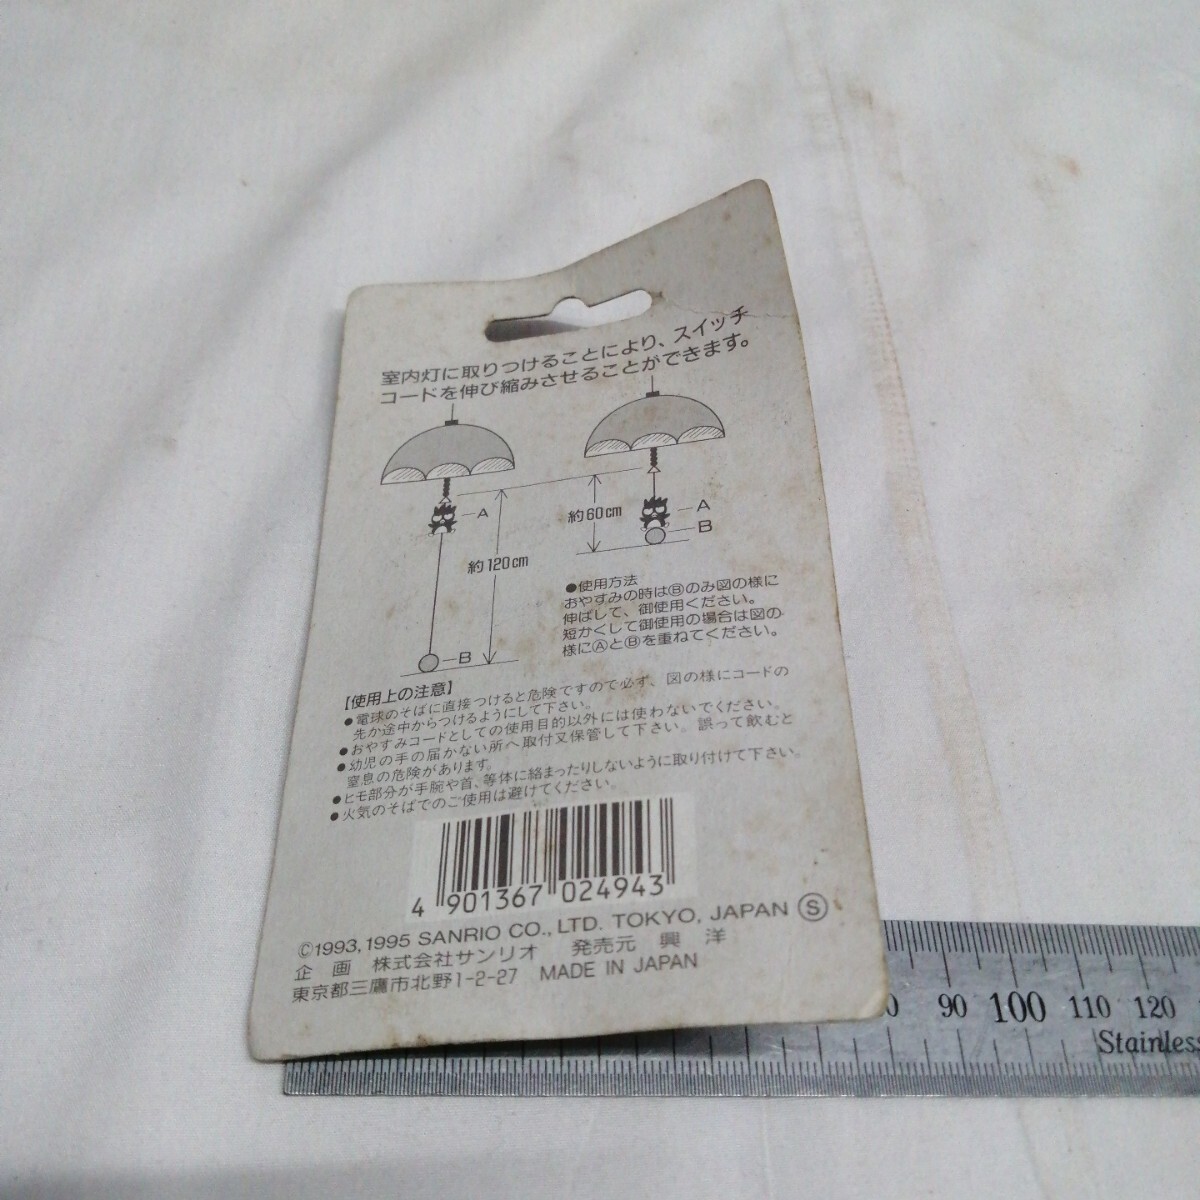 室内灯に取りつけることにより、スイッチ
コードを伸び縮みさせることができます。
A
約120cm
B
約60cm
A
B
●使用方法
おやすみの時はⒷのみ図の様に
伸ばして、御使用ください。
短かくして御使用の場合は図の
様にⒶとⒷを重ねてください。
【使用上の注意】
●電球のそばに直接つけると危険ですので必ず、図の様にコードの
先か途中からつけるようにして下さい。
●おやすみコードとしての使用目的以外には使わないでください。
●幼児の手の届かない所へ取付又保管して下さい。誤って飲むと
窒息の危険があります。
●ヒモ部分が手腕や首、等体に絡まったりしないように取り付けて下さい。
●火気のそばでのご使用は避けてください。
4 901367 024943
©1993,1995 SANRIO CO., LTD. TOKYO, JAPAN Ⓢ
企 画 株式会社サンリオ 発売元 興 洋
東京都三鷹市北野1-2-27 MADE IN JAPAN
90 100 110 120
Stainless